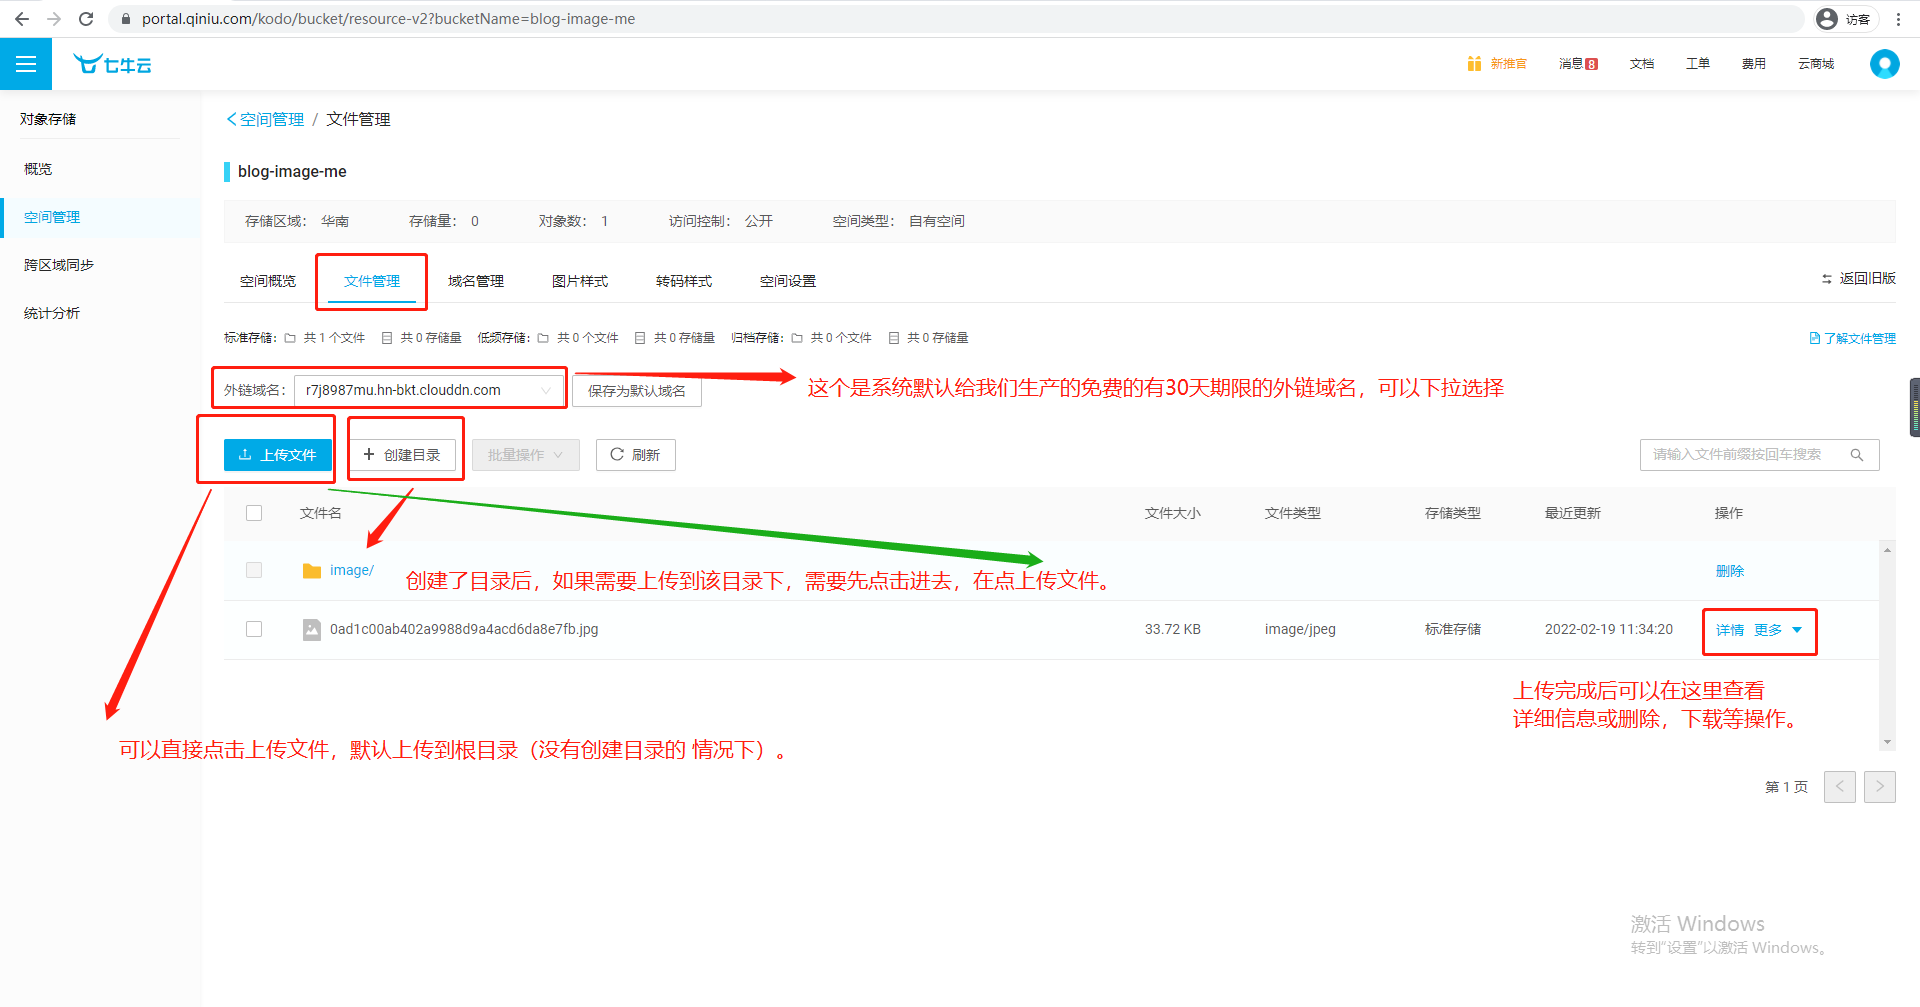 portal.qiniu.com/kodo/bucket/resource-v2?bucketName=blog-image-me
访客
七牛云
新推官
消息 8
文档
工单
费用
云商城
对象存储
概览
空间管理
跨区域同步
统计分析
空间管理 / 文件管理
blog-image-me
存储区域： 华南 存储量： 0 对象数： 1 访问控制： 公开 空间类型： 自有空间
空间概览 文件管理 域名管理 图片样式 转码样式 空间设置
返回旧版
标准存储： 共 1 个文件 共 0 存储量 低频存储： 共 0 个文件 共 0 存储量 归档存储： 共 0 个文件 共 0 存储量
了解文件管理
外链域名： r7j8987mu.hn-bkt.clouddn.com 保存为默认域名
这个是系统默认给我们生产的免费的有30天期限的外链域名，可以下拉选择
上传文件 + 创建目录 批量操作 刷新
请输入文件前缀按回车搜索
文件名 文件大小 文件类型 存储类型 最近更新 操作
image/ 删除
创建了目录后，如果需要上传到该目录下，需要先点击进去，在点上传文件。
0ad1c00ab402a9988d9a4acd6da8e7fb.jpg 33.72 KB image/jpeg 标准存储 2022-02-19 11:34:20 详情 更多
上传完成后可以在这里查看
详细信息或删除，下载等操作。
可以直接点击上传文件，默认上传到根目录（没有创建目录的 情况下）。
第 1 页
激活 Windows
转到“设置”以激活 Windows。